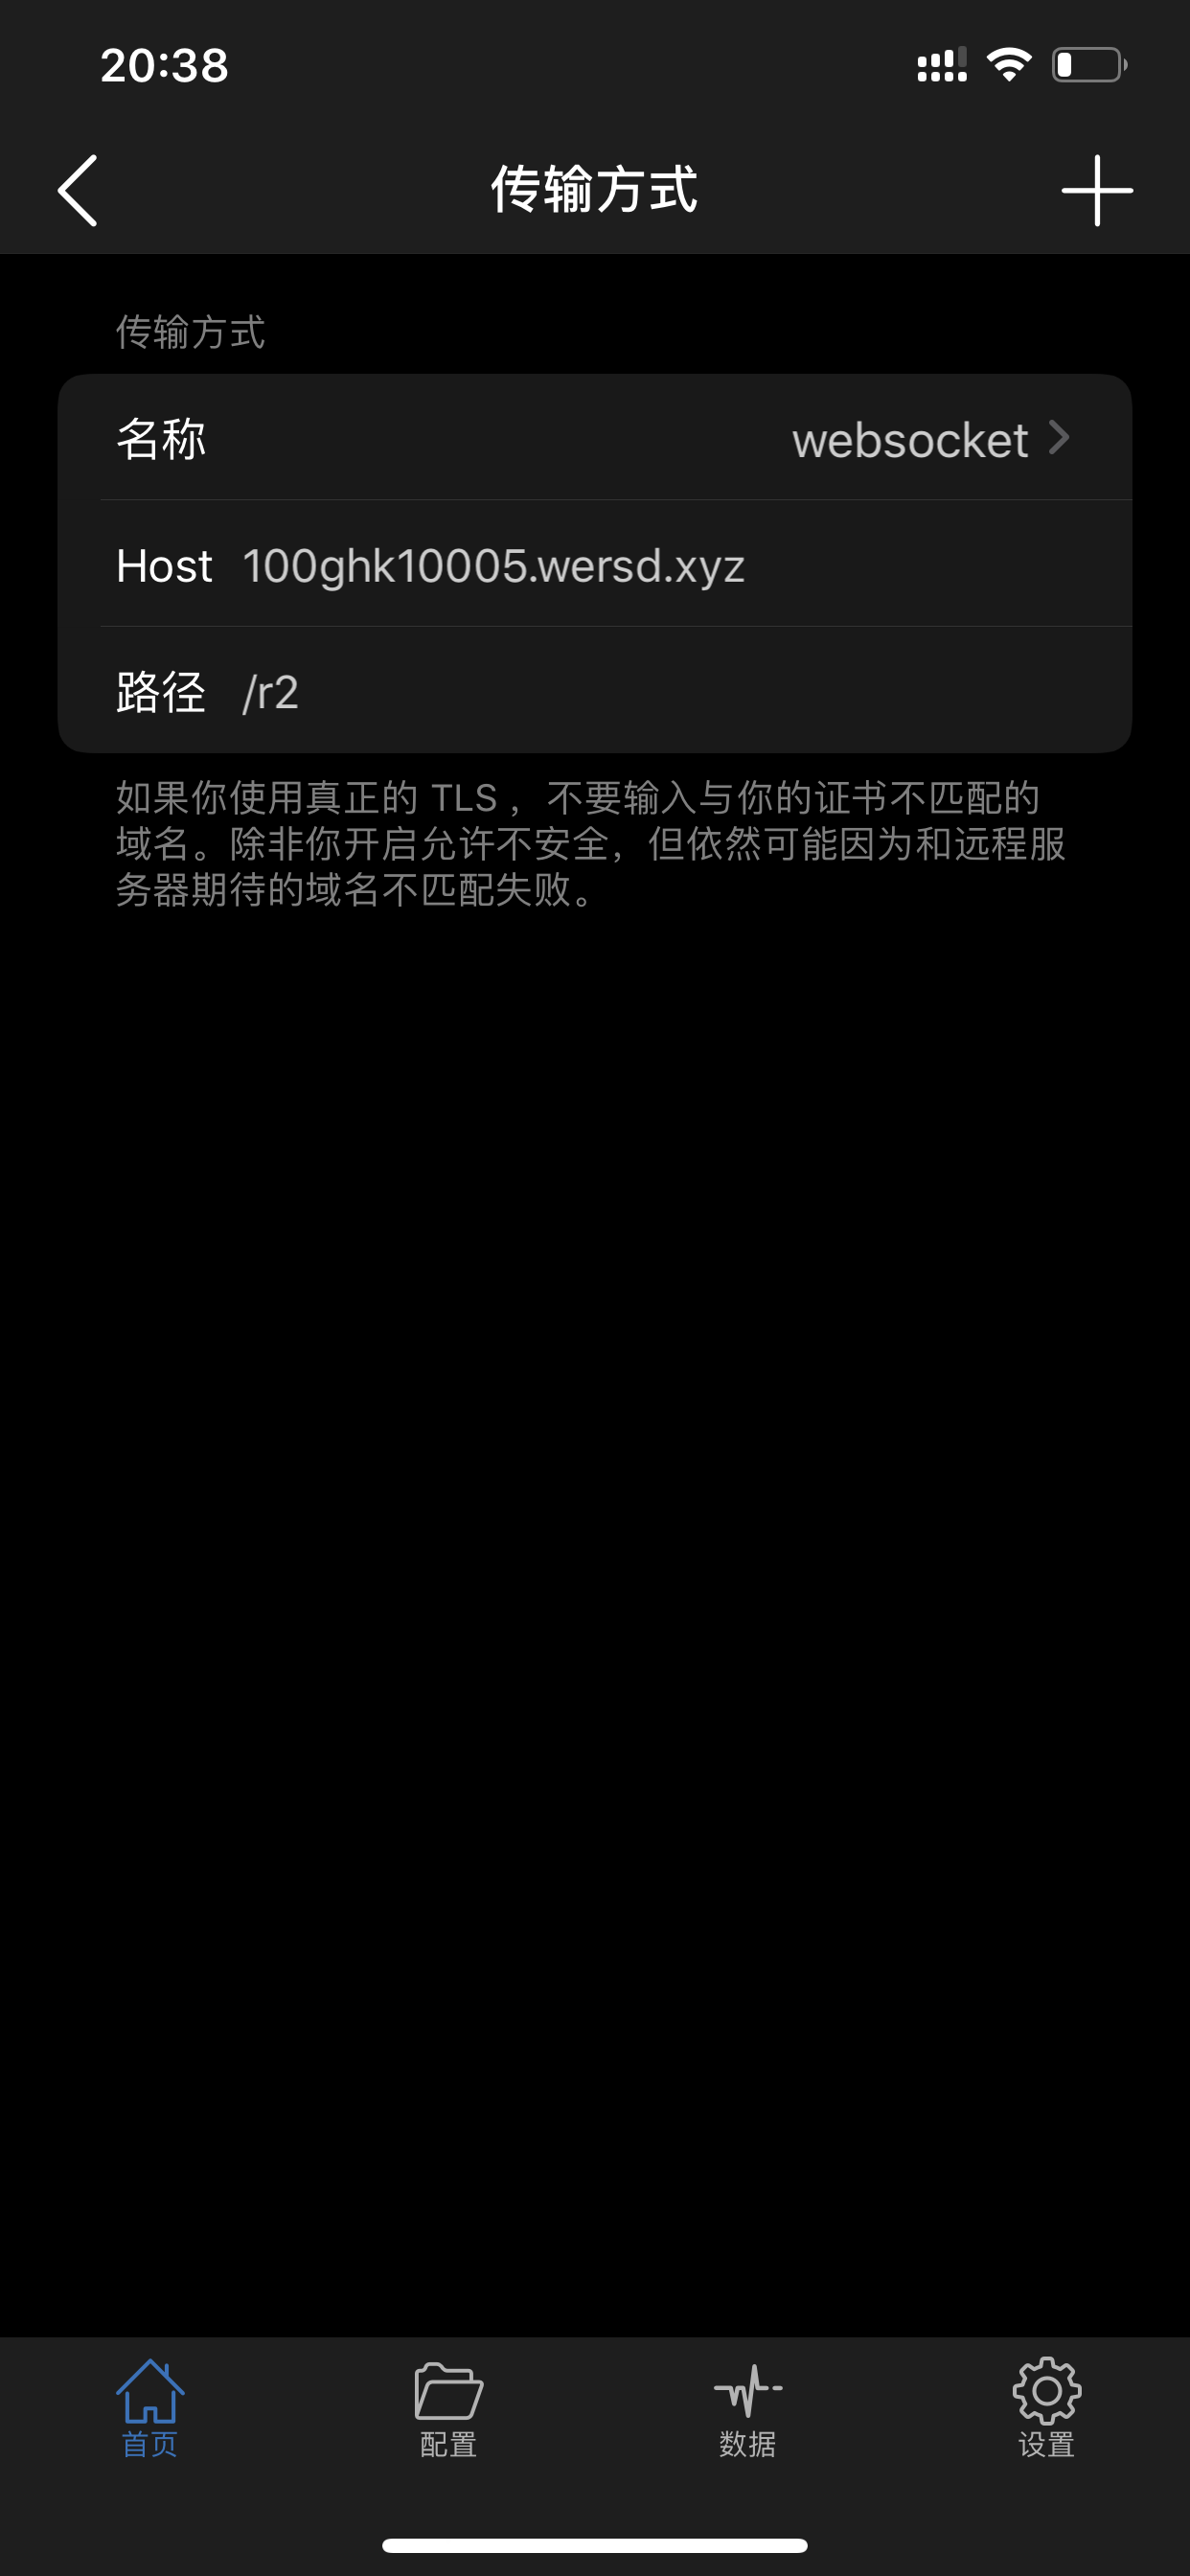 20:38
传输方式
传输方式
名称 websocket
Host 100ghk10005.wersd.xyz
路径 /r2
如果你使用真正的 TLS ，不要输入与你的证书不匹配的
域名。除非你开启允许不安全，但依然可能因为和远程服
务器期待的域名不匹配失败。
首页 配置 数据 设置